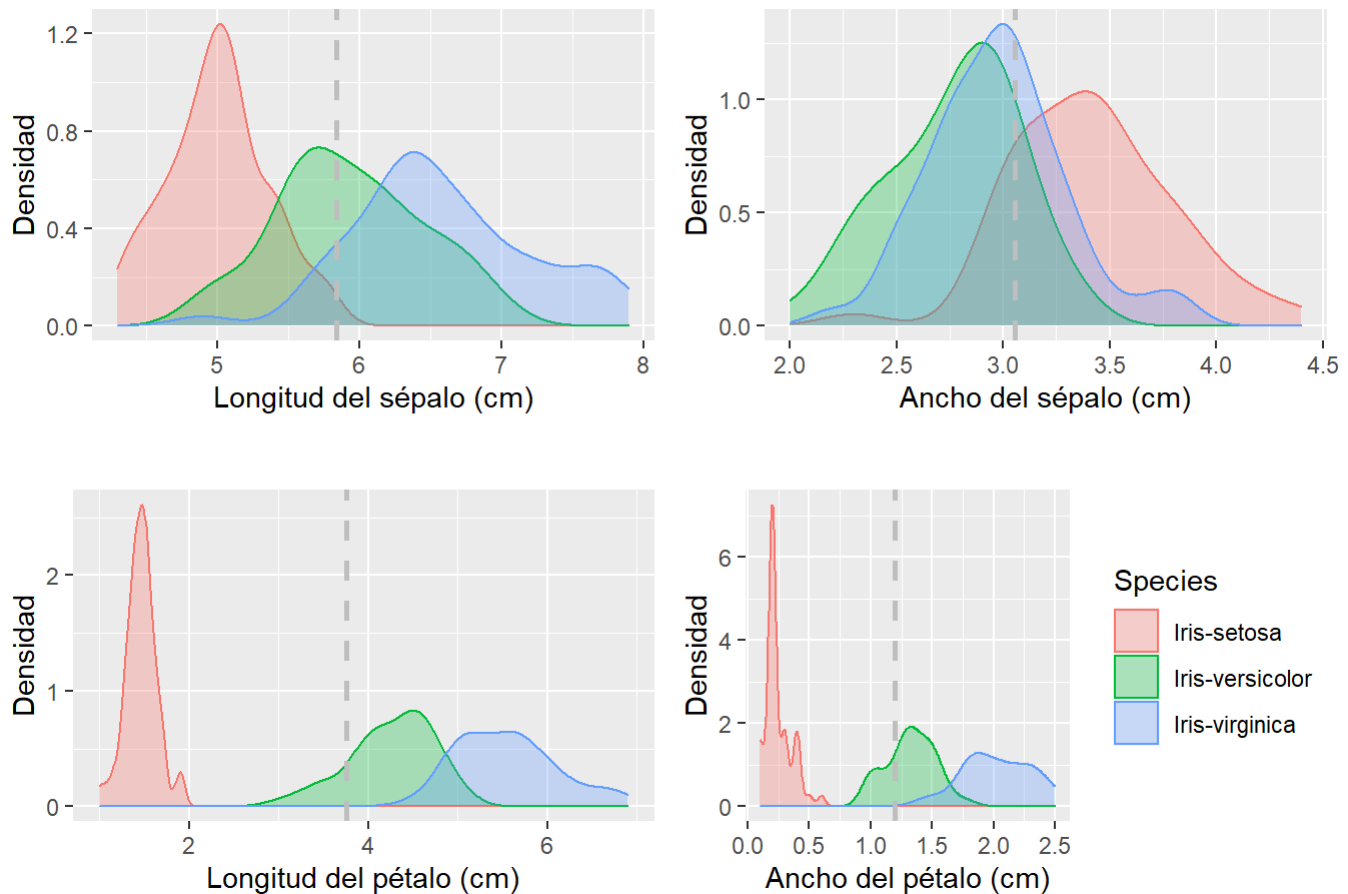 Densidad
1.2
0.8
0.4
0.0
5 6 7 8
Longitud del sépalo (cm)
Densidad
1.0
0.5
0.0
2.0 2.5 3.0 3.5 4.0 4.5
Ancho del sépalo (cm)
Densidad
2
1
0
2 4 6
Longitud del pétalo (cm)
Densidad
6
4
2
0
0.0 0.5 1.0 1.5 2.0 2.5
Ancho del pétalo (cm)
Species
Iris-setosa
Iris-versicolor
Iris-virginica